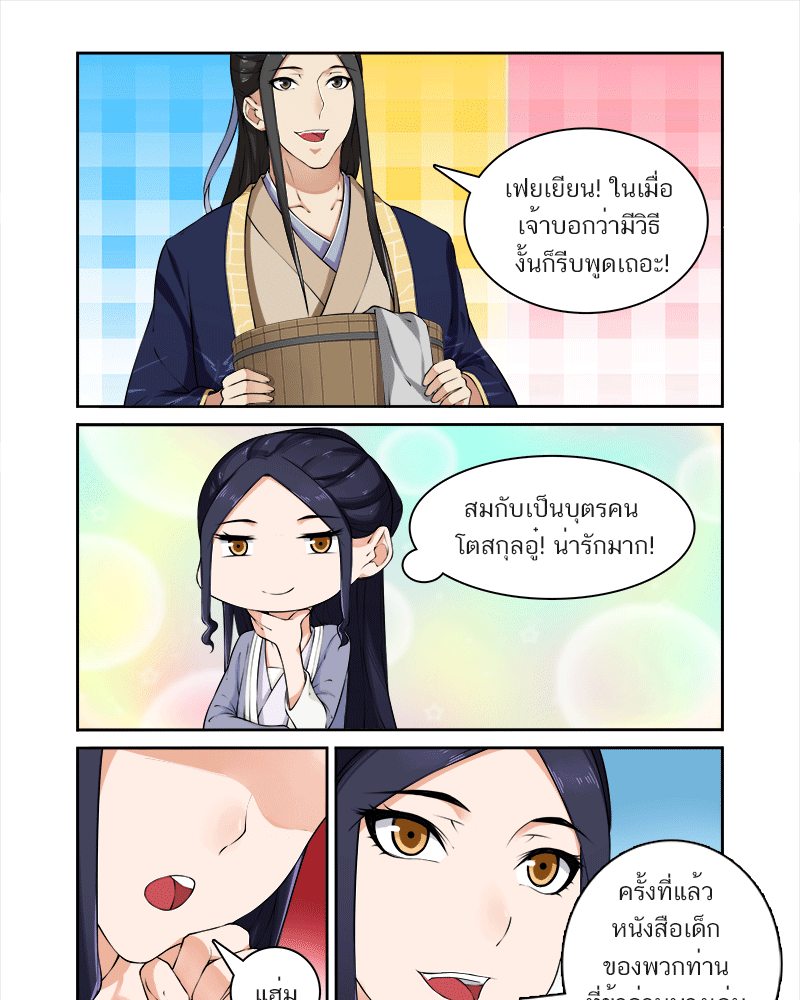 เฟยเยียน! ในเมื่อ
เจ้าบอกว่ามีวิธี
งั้นก็รีบพูดเถอะ!
สมกับเป็นบุตรคน
โตสกุลอู๋! น่ารักมาก!
แฮ่ม
ครั้งที่แล้ว
หนังสือเด็ก
ของพวกท่าน